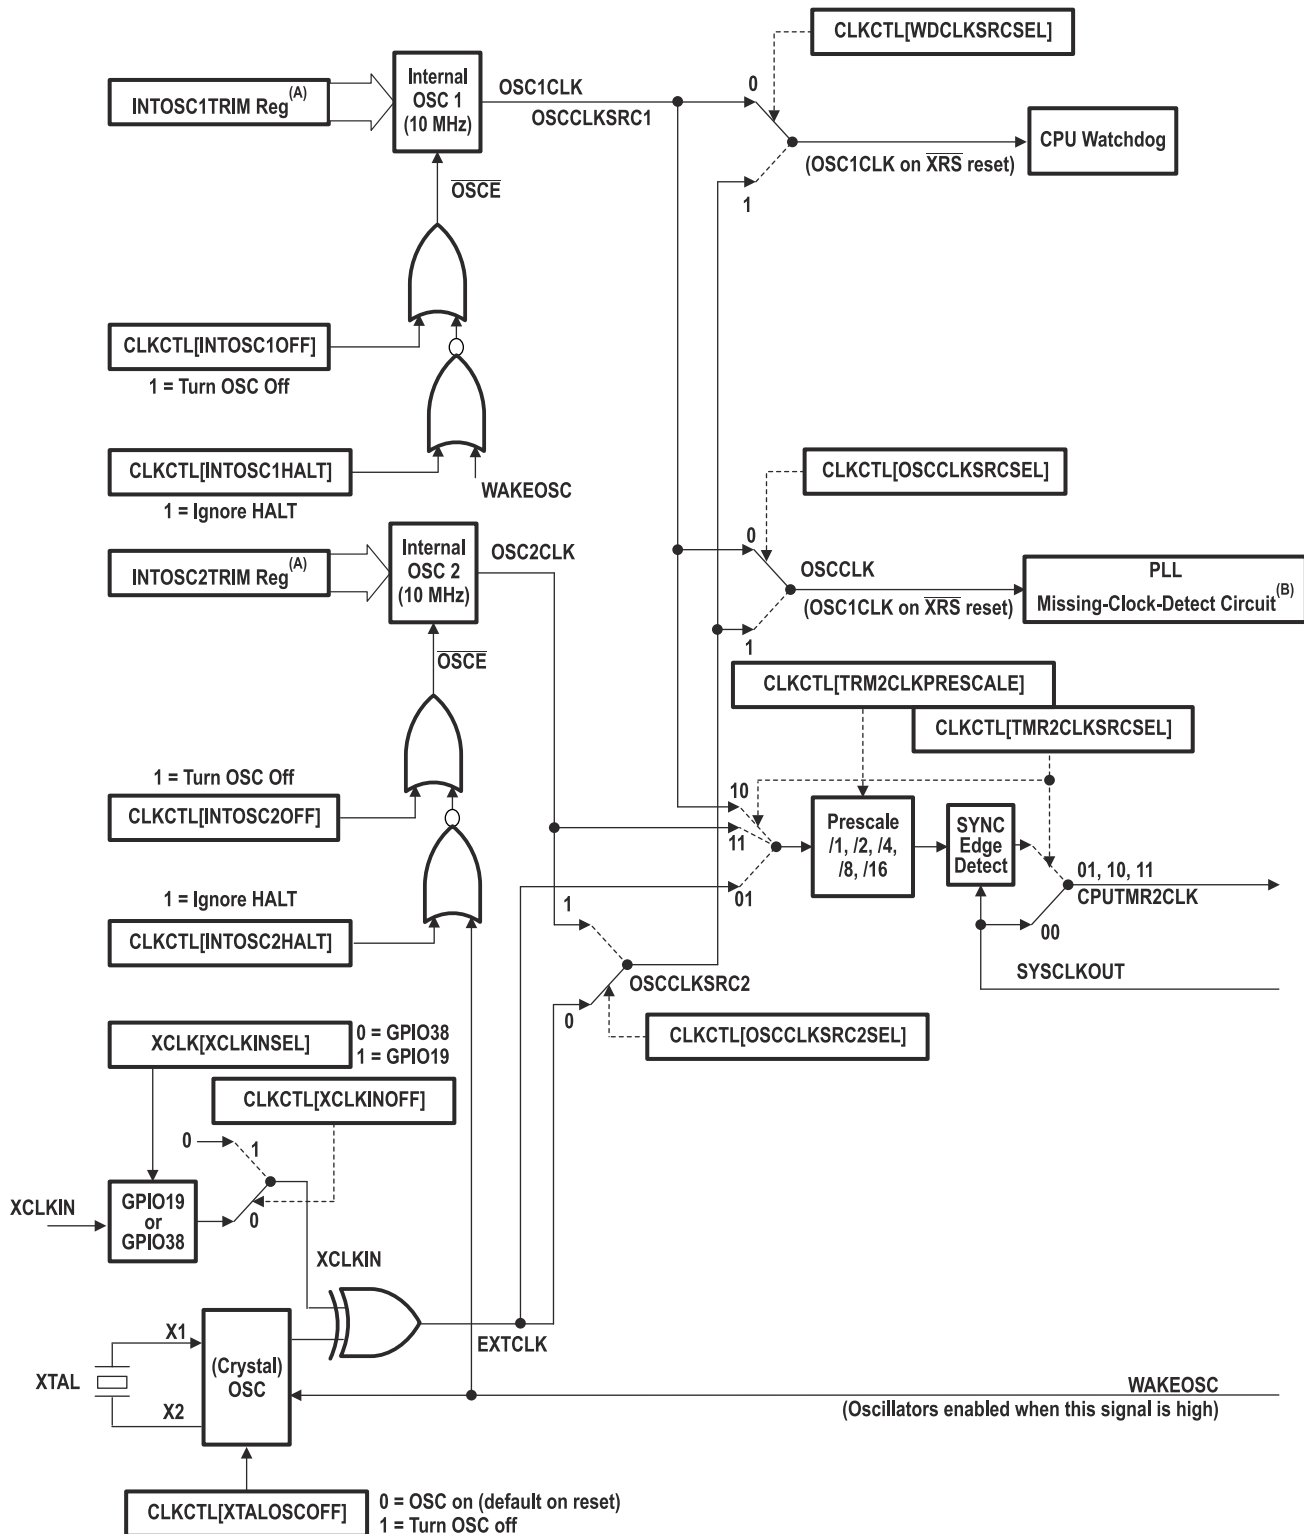 CLKCTL[WDCLKSRCSEL]
Internal
OSC 1
(10 MHz)
INTOSC1TRIM Reg(A)
OSC1CLK
OSCCLKSRC1
0
CPU Watchdog
(OSC1CLK on XRS reset)
1
OSCE
CLKCTL[INTOSC1OFF]
1 = Turn OSC Off
CLKCTL[INTOSC1HALT]
1 = Ignore HALT
WAKEOSC
CLKCTL[OSCCLKSRCSEL]
Internal
OSC 2
(10 MHz)
INTOSC2TRIM Reg(A)
OSC2CLK
0
OSCCLK
(OSC1CLK on XRS reset)
1
PLL
Missing-Clock-Detect Circuit(B)
OSCE
CLKCTL[TRM2CLKPRESCALE]
CLKCTL[TMR2CLKSRCSEL]
1 = Turn OSC Off
CLKCTL[INTOSC2OFF]
10
11
01
Prescale
/1, /2, /4,
/8, /16
SYNC
Edge
Detect
01, 10, 11
CPUTMR2CLK
00
SYSCLKOUT
1 = Ignore HALT
CLKCTL[INTOSC2HALT]
1
OSCCLKSRC2
0
CLKCTL[OSCCLKSRC2SEL]
XCLK[XCLKINSEL]
0 = GPIO38
1 = GPIO19
CLKCTL[XCLKINOFF]
0
1
0
XCLKIN
GPIO19
or
GPIO38
XCLKIN
EXTCLK
X1
XTAL
X2
(Crystal)
OSC
WAKEOSC
(Oscillators enabled when this signal is high)
CLKCTL[XTALOSCOFF]
0 = OSC on (default on reset)
1 = Turn OSC off